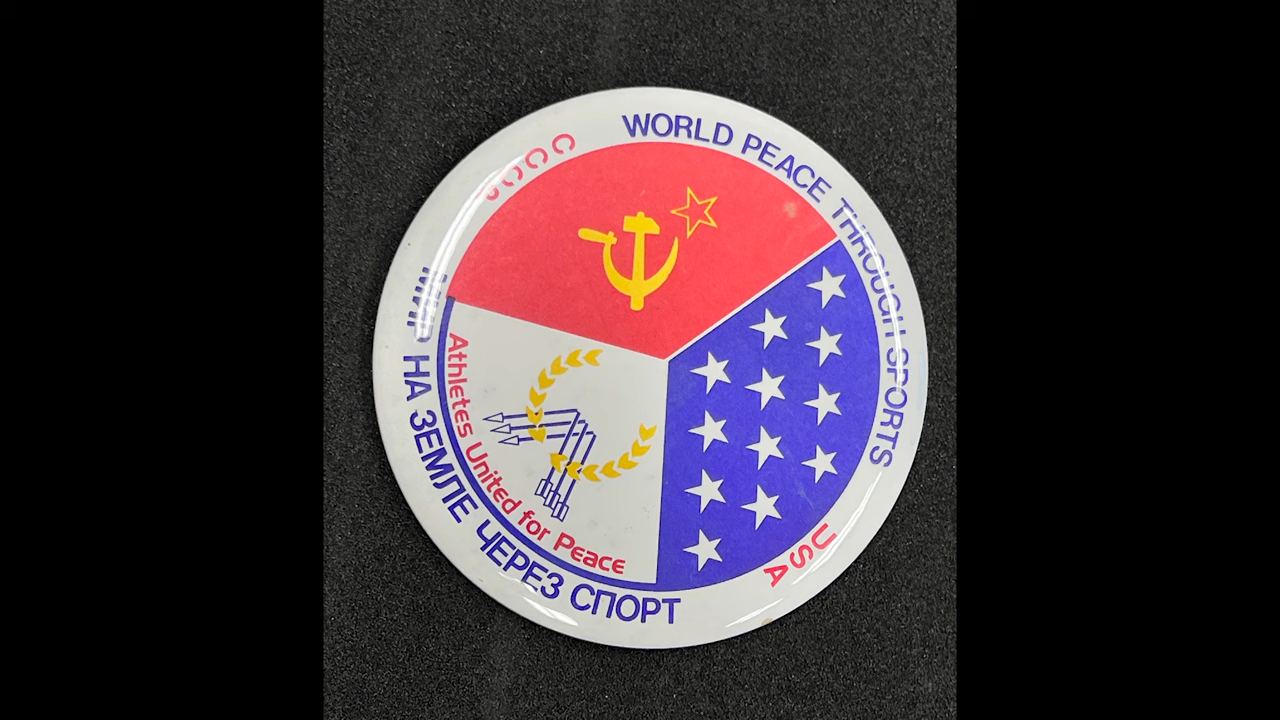 СССР
WORLD PEACE THROUGH SPORTS
USA
Athletes United for Peace
МИР НА ЗЕМЛЕ ЧЕРЕЗ СПОРТ